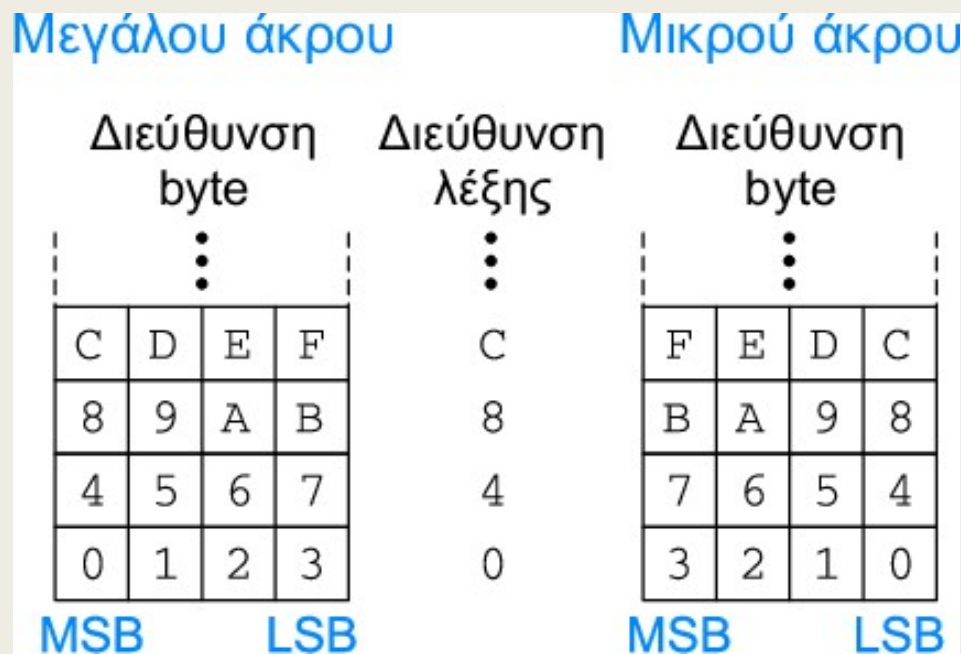 Μεγάλου άκρου Μικρού άκρου
Διεύθυνση Διεύθυνση Διεύθυνση
byte λέξης byte
C D E F C F E D C
8 9 A B 8 B A 9 8
4 5 6 7 4 7 6 5 4
0 1 2 3 0 3 2 1 0
MSB LSB MSB LSB